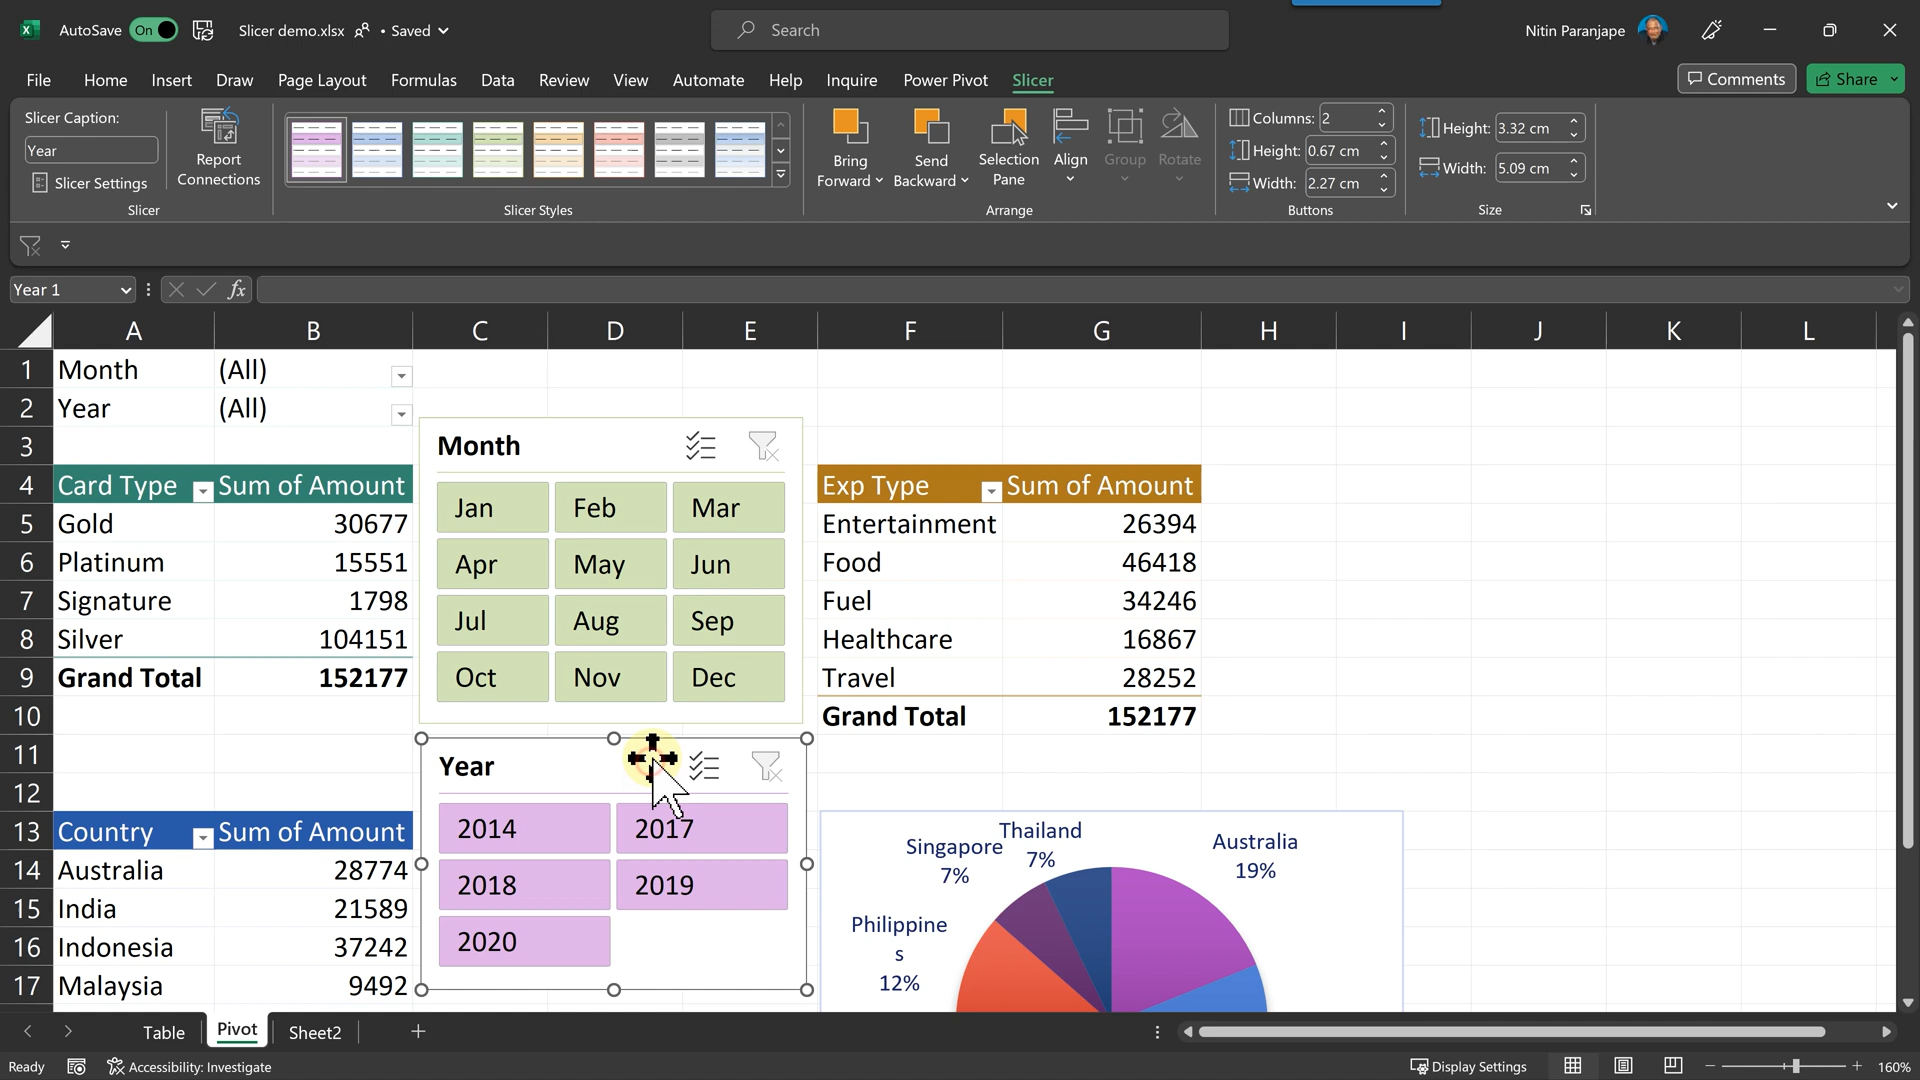 AutoSave On Slicer demo.xlsx • Saved Search Nitin Paranjape
File Home Insert Draw Page Layout Formulas Data Review View Automate Help Inquire Power Pivot Slicer Comments Share
Slicer Caption:
Year
Slicer Settings
Report
Connections
Slicer
Slicer Styles
Bring
Forward
Send
Backward
Selection
Pane
Align
Group
Rotate
Arrange
Columns: 2
Height: 0.67 cm
Width: 2.27 cm
Buttons
Height: 3.32 cm
Width: 5.09 cm
Size
Year 1 fx
A B C D E F G H I J K L
1 Month (All)
2 Year (All)
3
4 Card Type Sum of Amount
5 Gold 30677
6 Platinum 15551
7 Signature 1798
8 Silver 104151
9 Grand Total 152177
10
11
12
13 Country Sum of Amount
14 Australia 28774
15 India 21589
16 Indonesia 37242
17 Malaysia 9492
Month
Jan Feb Mar
Apr May Jun
Jul Aug Sep
Oct Nov Dec
Year
2014 2017
2018 2019
2020
Exp Type Sum of Amount
Entertainment 26394
Food 46418
Fuel 34246
Healthcare 16867
Travel 28252
Grand Total 152177
Thailand
7%
Singapore
7%
Australia
19%
Philippine
s
12%
Table Pivot Sheet2
Ready Accessibility: Investigate Display Settings 160%